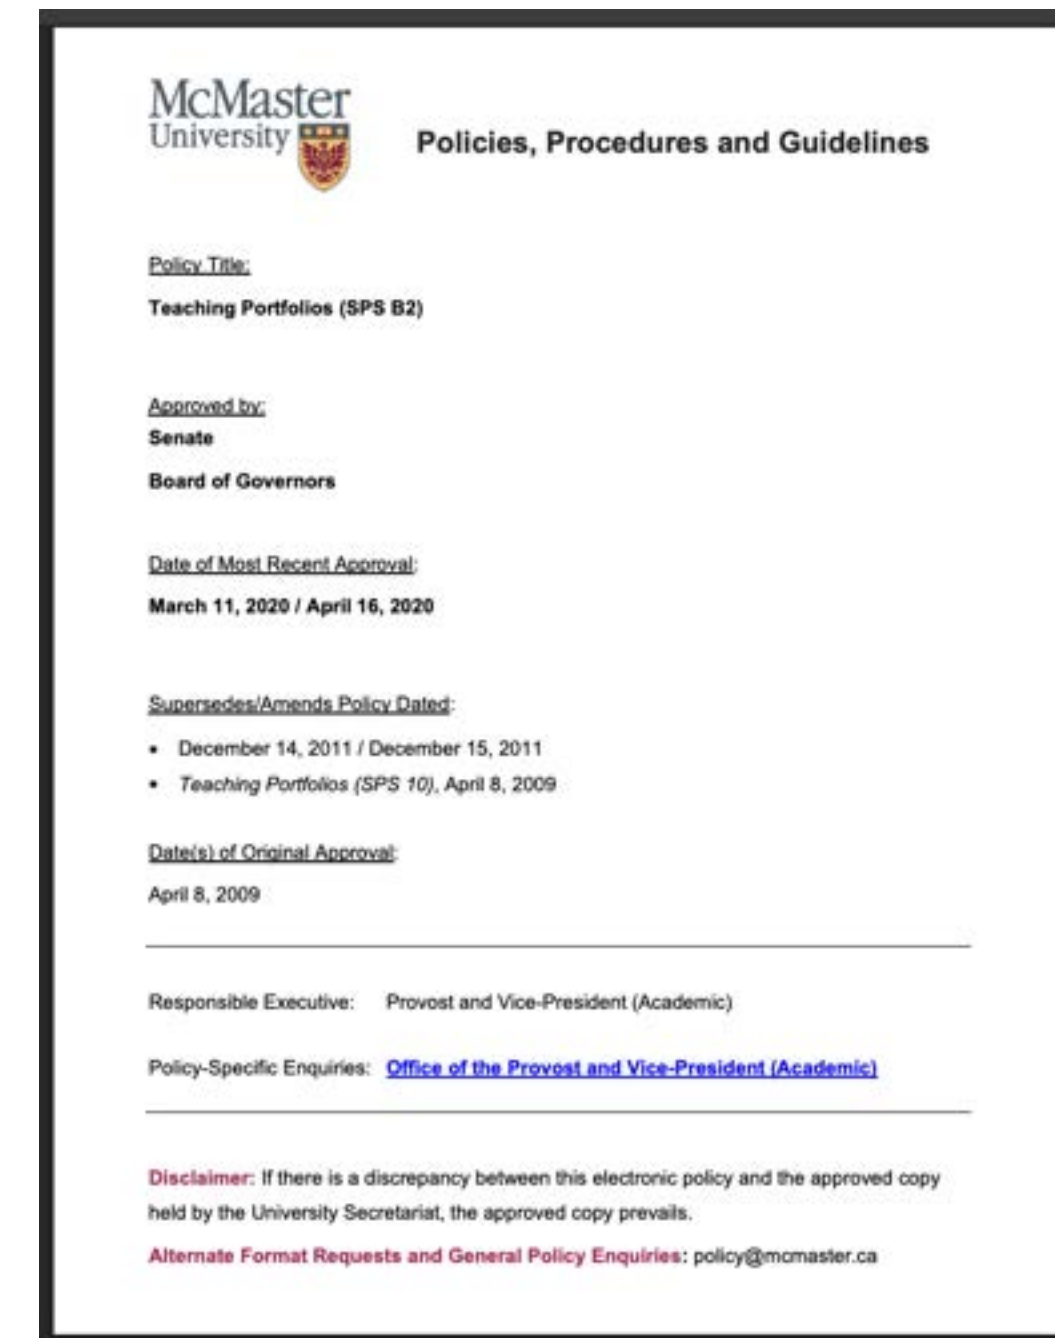 McMaster
University
Policies, Procedures and Guidelines
Policy Title:
Teaching Portfolios (SPS B2)
Approved by:
Senate
Board of Governors
Date of Most Recent Approval:
March 11, 2020 / April 16, 2020
Supersedes/Amends Policy Dated:
• December 14, 2011 / December 15, 2011
• Teaching Portfolios (SPS 10), April 8, 2009
Date(s) of Original Approval:
April 8, 2009
Responsible Executive: Provost and Vice-President (Academic)
Policy-Specific Enquiries: Office of the Provost and Vice-President (Academic)
Disclaimer: If there is a discrepancy between this electronic policy and the approved copy
held by the University Secretariat, the approved copy prevails.
Alternate Format Requests and General Policy Enquiries: policy@mcmaster.ca